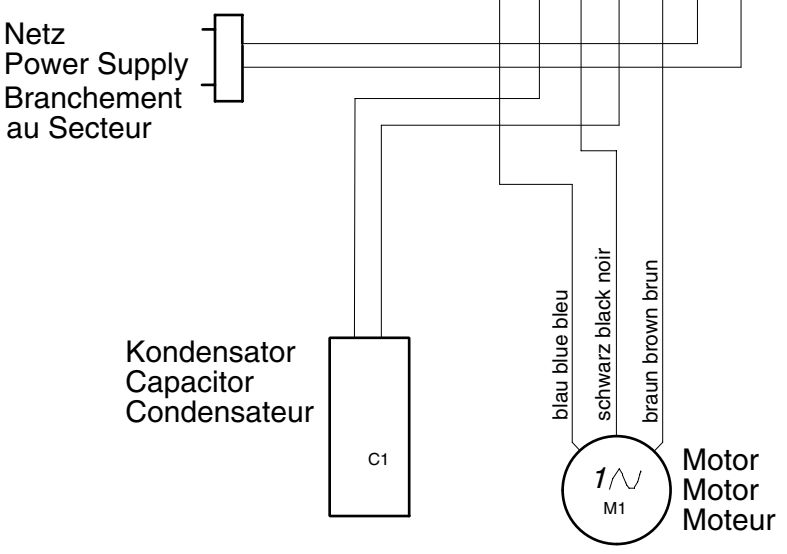 Netz
Power Supply
Branchement
au Secteur
blau blue bleu
schwarz black noir
braun brown brun
Kondensator
Capacitor
Condensateur
C1
1
M1
Motor
Motor
Moteur